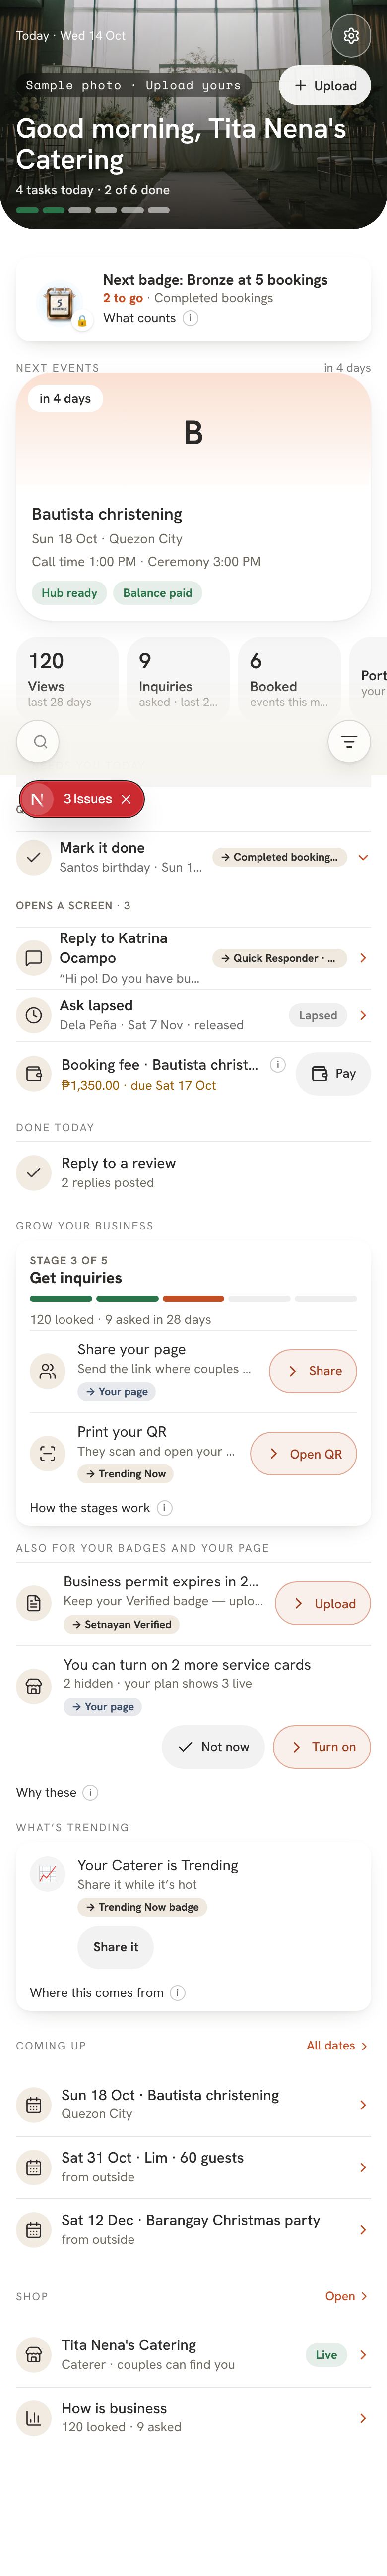 Today · Wed 14 Oct
Sample photo · Upload yours
Upload
Good morning, Tita Nena's
Catering
4 tasks today · 2 of 6 done
5
Next badge: Bronze at 5 bookings
2 to go · Completed bookings
What counts
NEXT EVENTS
in 4 days
in 4 days
B
Bautista christening
Sun 18 Oct · Quezon City
Call time 1:00 PM · Ceremony 3:00 PM
Hub ready
Balance paid
120
Views
last 28 days
9
Inquiries
asked · last 2...
6
Booked
events this m...
Port
your
N
3 Issues
Mark it done
Santos birthday · Sun 1...
→ Completed booking...
OPENS A SCREEN · 3
Reply to Katrina
Ocampo
“Hi po! Do you have bu...
→ Quick Responder · ...
Ask lapsed
Dela Peña · Sat 7 Nov · released
Lapsed
Booking fee · Bautista christ...
₱1,350.00 · due Sat 17 Oct
Pay
DONE TODAY
Reply to a review
2 replies posted
GROW YOUR BUSINESS
STAGE 3 OF 5
Get inquiries
120 looked · 9 asked in 28 days
Share your page
Send the link where couples ...
→ Your page
Share
Print your QR
They scan and open your ...
→ Trending Now
Open QR
How the stages work
ALSO FOR YOUR BADGES AND YOUR PAGE
Business permit expires in 2...
Keep your Verified badge — uplo...
→ Setnayan Verified
Upload
You can turn on 2 more service cards
2 hidden · your plan shows 3 live
→ Your page
Not now
Turn on
Why these
WHAT’S TRENDING
Your Caterer is Trending
Share it while it’s hot
→ Trending Now badge
Share it
Where this comes from
COMING UP
All dates
Sun 18 Oct · Bautista christening
Quezon City
Sat 31 Oct · Lim · 60 guests
from outside
Sat 12 Dec · Barangay Christmas party
from outside
SHOP
Open
Tita Nena's Catering
Caterer · couples can find you
Live
How is business
120 looked · 9 asked